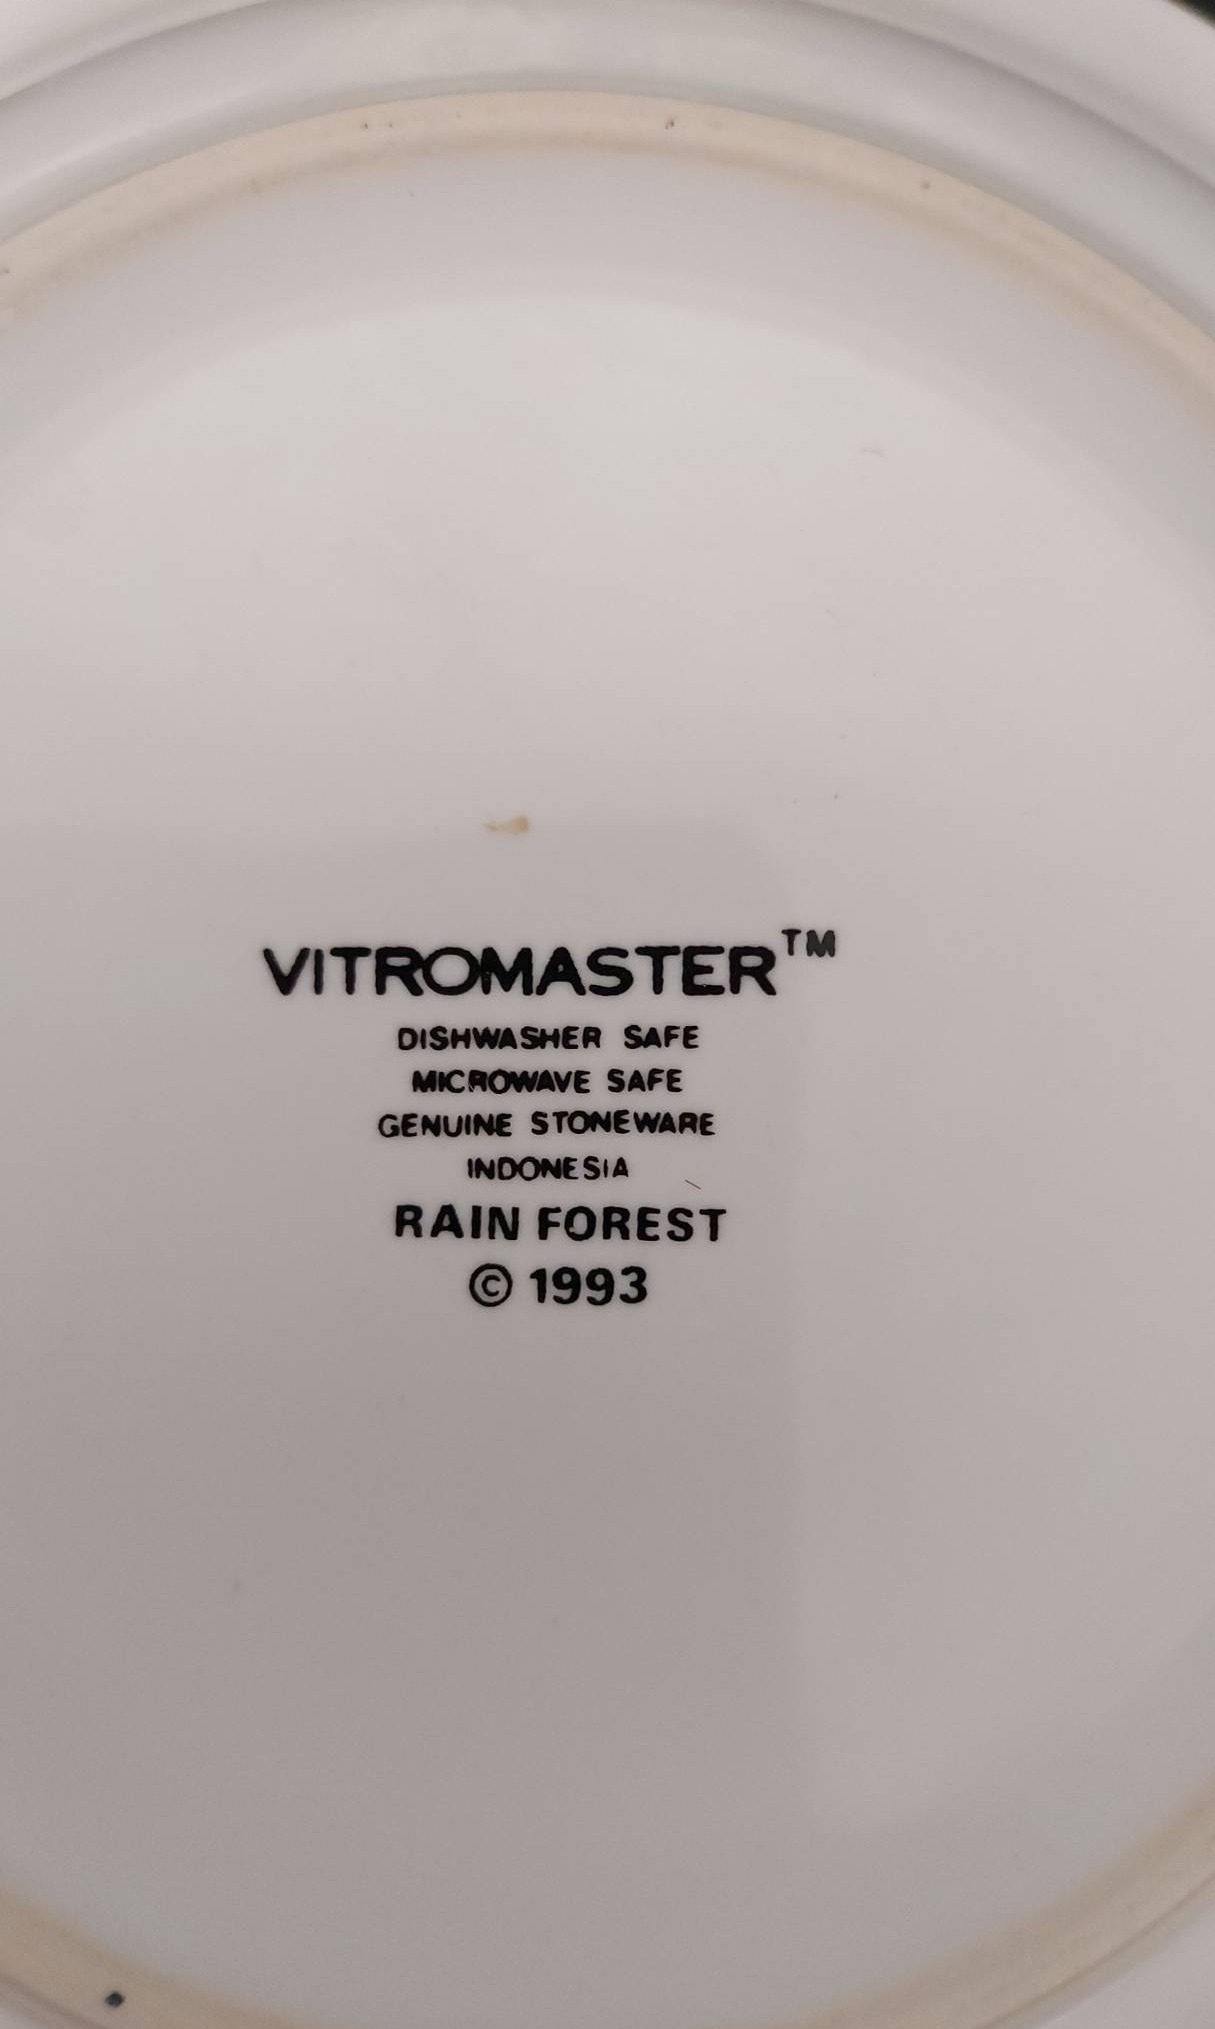 VITROMASTER™
DISHWASHER SAFE
MICROWAVE SAFE
GENUINE STONEWARE
INDONESIA
RAIN FOREST
© 1993